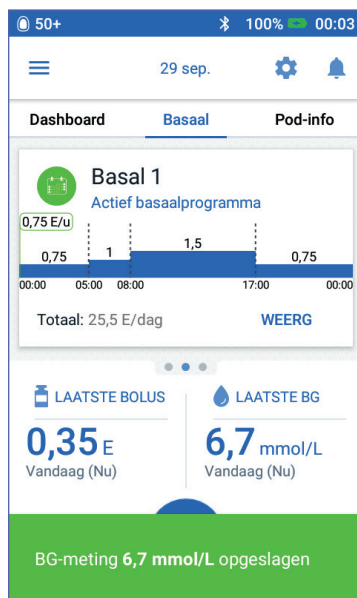 50+ 100% 00:03
29 sep.
Dashboard Basaal Pod-info
Basal 1
Actief basaalprogramma
0,75 E/u
0,75 1 1,5 0,75
00:00 05:00 08:00 17:00 00:00
Totaal: 25,5 E/dag WEERG
LAATSTE BOLUS LAATSTE BG
0,35 E 6,7 mmol/L
Vandaag (Nu) Vandaag (Nu)
BG-meting 6,7 mmol/L opgeslagen